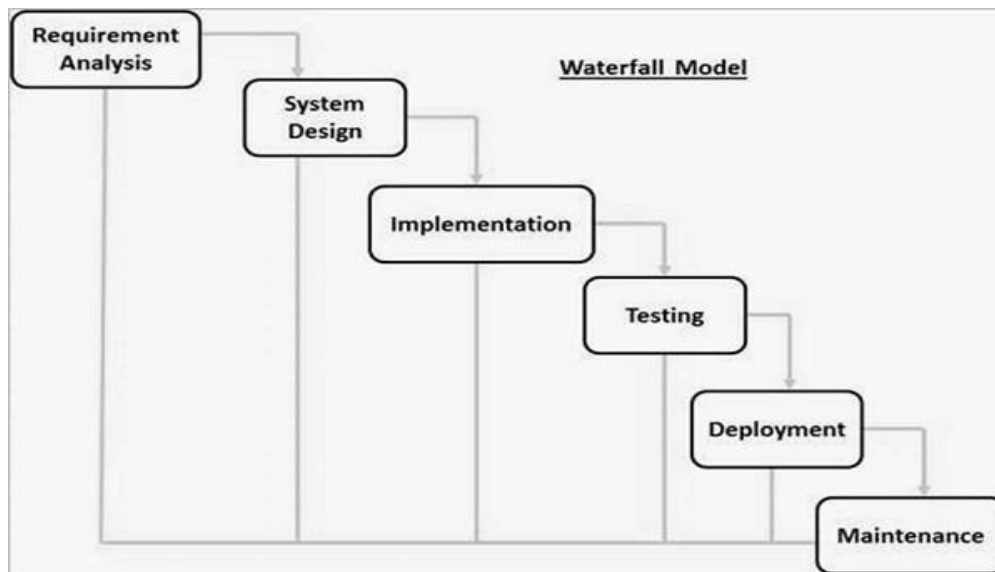 Requirement
Analysis
Waterfall Model
System
Design
Implementation
Testing
Deployment
Maintenance